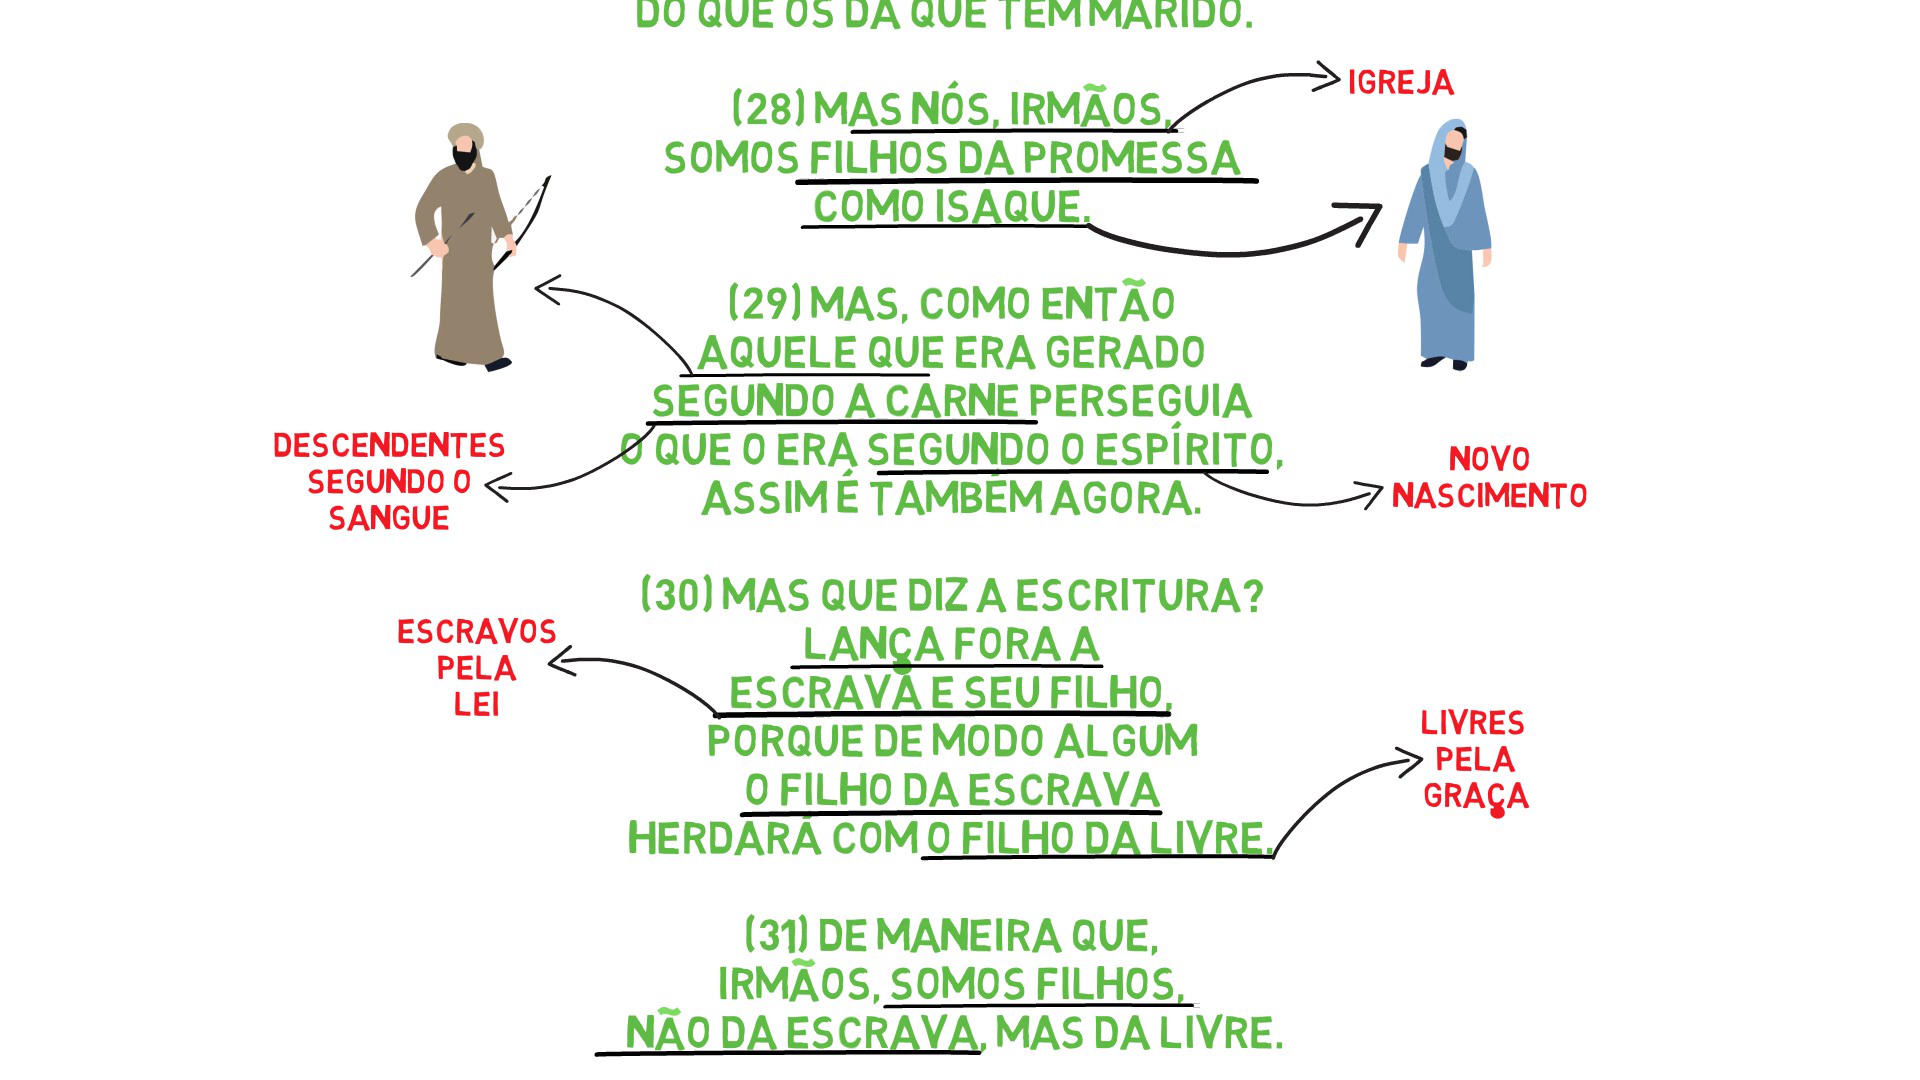 DO QUE OS DA QUE TEM MARIDO.
IGREJA
(28) MAS NÓS, IRMÃOS,
SOMOS FILHOS DA PROMESSA
COMO ISAQUE.
(29) MAS, COMO ENTÃO
AQUELE QUE ERA GERADO
SEGUNDO A CARNE PERSEGUIA
O QUE O ERA SEGUNDO O ESPÍRITO,
ASSIM É TAMBÉM AGORA.
DESCENDENTES
SEGUNDO O
SANGUE
NOVO
NASCIMENTO
(30) MAS QUE DIZ A ESCRITURA?
LANÇA FORA A
ESCRAVA E SEU FILHO,
PORQUE DE MODO ALGUM
O FILHO DA ESCRAVA
HERDARÁ COM O FILHO DA LIVRE.
ESCRAVOS
PELA
LEI
LIVRES
PELA
GRAÇA
(31) DE MANEIRA QUE,
IRMÃOS, SOMOS FILHOS,
NÃO DA ESCRAVA, MAS DA LIVRE.